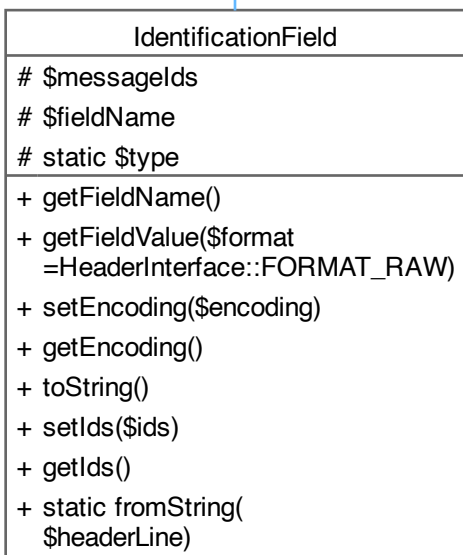 IdentificationField
# $messageIds
# $fieldName
# static $type
+ getFieldName()
+ getFieldValue($format
=HeaderInterface::FORMAT_RAW)
+ setEncoding($encoding)
+ getEncoding()
+ toString()
+ setIds($ids)
+ getIds()
+ static fromString(
$headerLine)